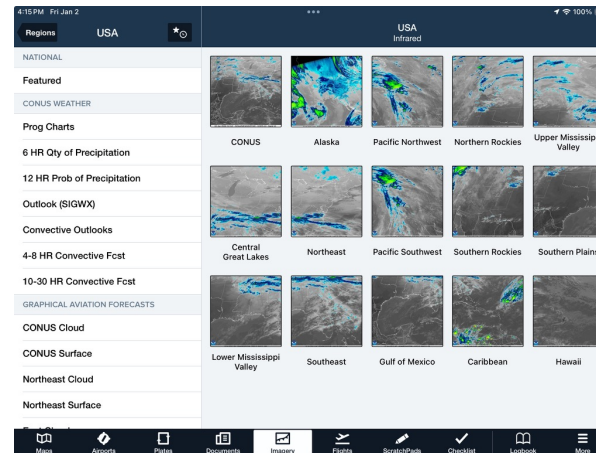 4:15 PM Fri Jan 2
100%
Regions
USA
USA
Infrared
NATIONAL
Featured
CONUS WEATHER
Prog Charts
6 HR Qty of Precipitation
12 HR Prob of Precipitation
Outlook (SIGWX)
Convective Outlooks
4-8 HR Convective Fcst
10-30 HR Convective Fcst
GRAPHICAL AVIATION FORECASTS
CONUS Cloud
CONUS Surface
Northeast Cloud
Northeast Surface
CONUS
Alaska
Pacific Northwest
Northern Rockies
Upper Mississip
Valley
Central
Great Lakes
Northeast
Pacific Southwest
Southern Rockies
Southern Plains
Lower Mississippi
Valley
Southeast
Gulf of Mexico
Caribbean
Hawaii
Maps
Airports
Plates
Documents
Imagery
Flights
ScratchPads
Checklist
Logbook
More